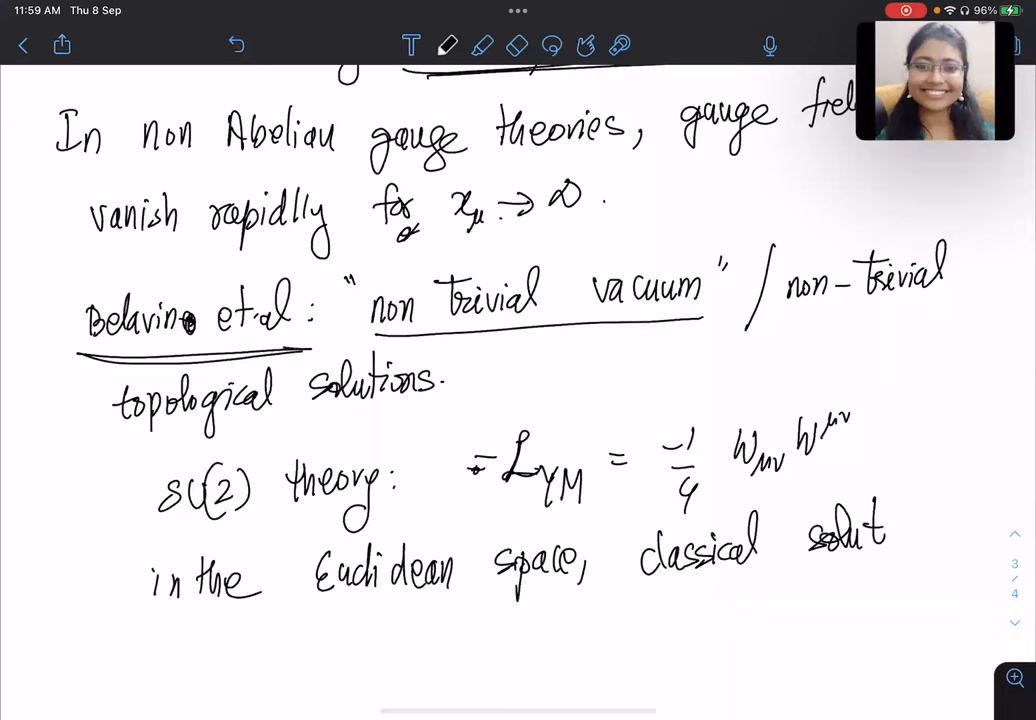 11:59 AM Thu 8 Sep
96%
In non Abelian gauge theories, gauge
vanish rapidly for xμ → ∞.
Belavin et.al : "non trivial vacuum" / non-trivial
topological solutions.
SU(2) theory: - ℒ_YM = -1/4 W_μν W^μν
in the Euclidean space, classical solut
3
/
4